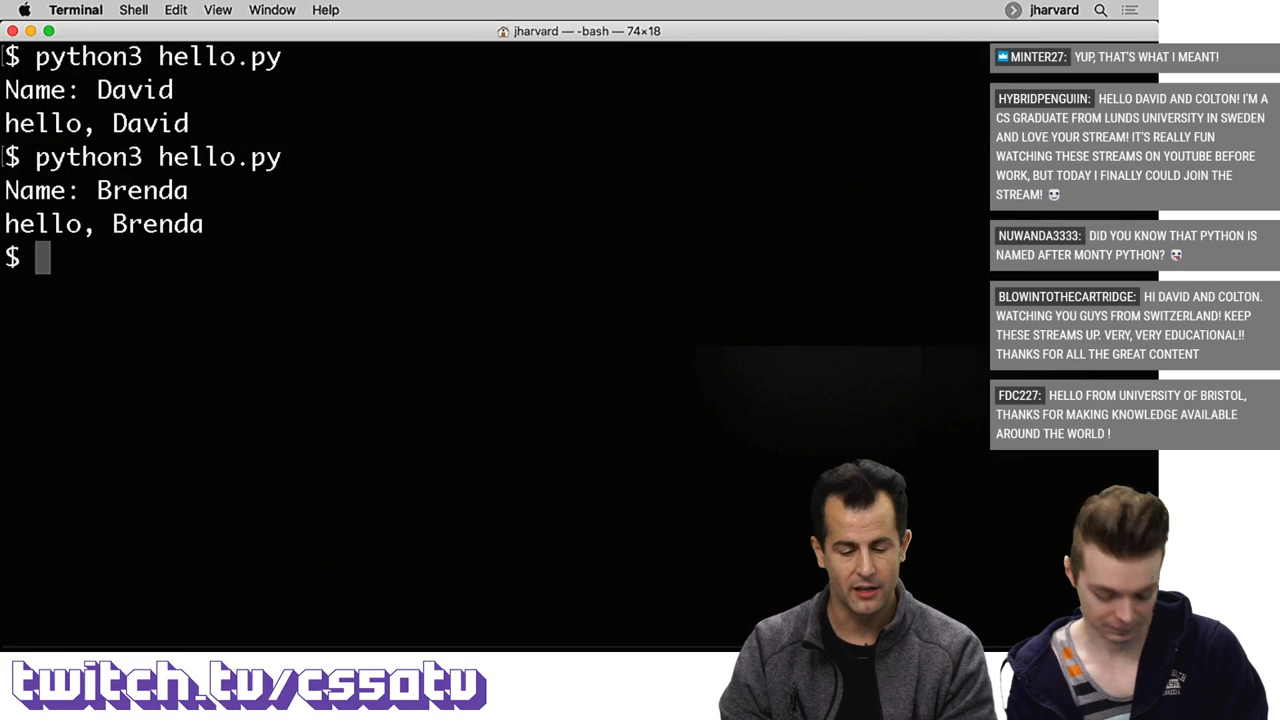 Terminal Shell Edit View Window Help
jharvard
jharvard — -bash — 74×18
$ python3 hello.py
Name: David
hello, David
$ python3 hello.py
Name: Brenda
hello, Brenda
$
MINTER27: YUP, THAT'S WHAT I MEANT!
HYBRIDPENGUIIN: HELLO DAVID AND COLTON! I'M A
CS GRADUATE FROM LUNDS UNIVERSITY IN SWEDEN
AND LOVE YOUR STREAM! IT'S REALLY FUN
WATCHING THESE STREAMS ON YOUTUBE BEFORE
WORK, BUT TODAY I FINALLY COULD JOIN THE
STREAM!
NUWANDA3333: DID YOU KNOW THAT PYTHON IS
NAMED AFTER MONTY PYTHON?
BLOWINTOTHECARTRIDGE: HI DAVID AND COLTON.
WATCHING YOU GUYS FROM SWITZERLAND! KEEP
THESE STREAMS UP. VERY, VERY EDUCATIONAL!!
THANKS FOR ALL THE GREAT CONTENT
FDC227: HELLO FROM UNIVERSITY OF BRISTOL,
THANKS FOR MAKING KNOWLEDGE AVAILABLE
AROUND THE WORLD !
twitch.tv/cs50tv